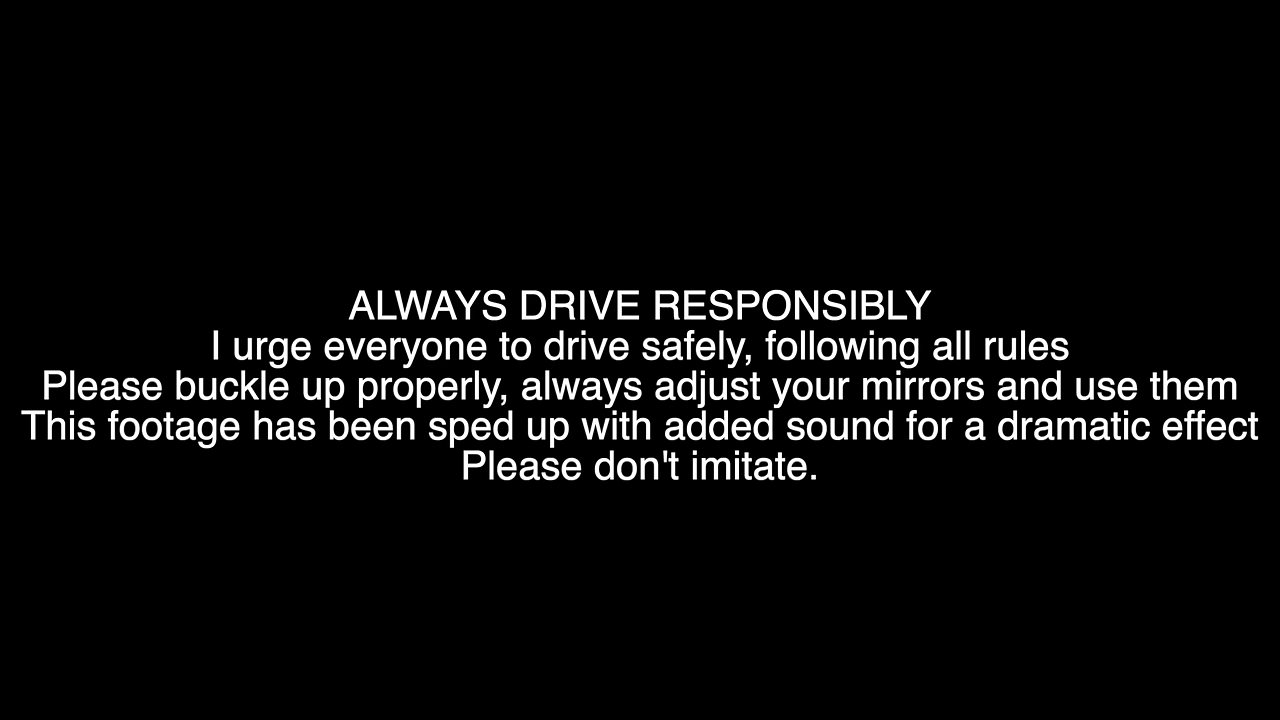 ALWAYS DRIVE RESPONSIBLY
I urge everyone to drive safely, following all rules
Please buckle up properly, always adjust your mirrors and use them
This footage has been sped up with added sound for a dramatic effect
Please don't imitate.